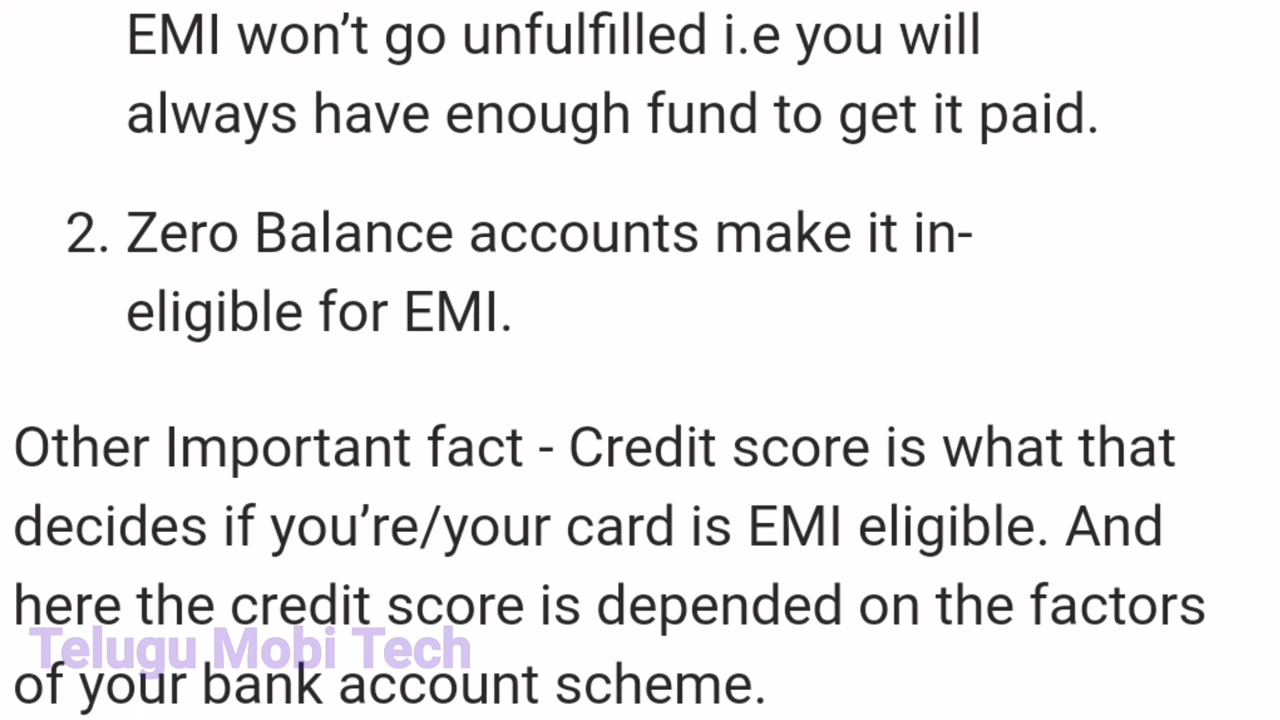 EMI won’t go unfulfilled i.e you will
always have enough fund to get it paid.
2. Zero Balance accounts make it in-
eligible for EMI.
Other Important fact - Credit score is what that
decides if you’re/your card is EMI eligible. And
here the credit score is depended on the factors
Telugu Mobi Tech
of your bank account scheme.